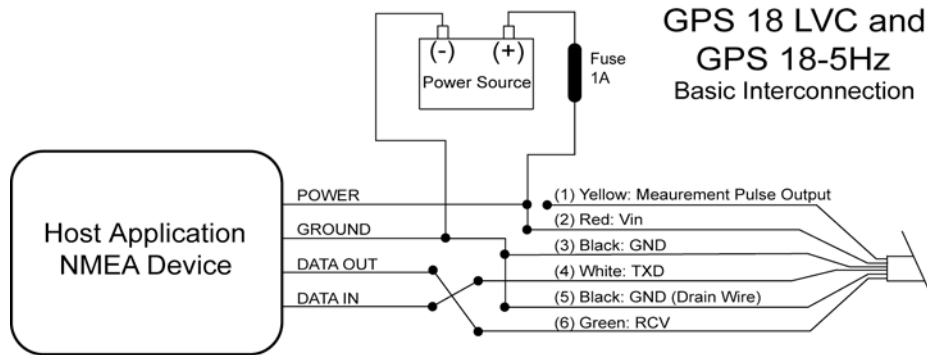 GPS 18 LVC and
GPS 18-5Hz
Basic Interconnection
(-) (+)
Power Source
Fuse
1A
Host Application
NMEA Device
POWER
GROUND
DATA OUT
DATA IN
(1) Yellow: Meaurement Pulse Output
(2) Red: Vin
(3) Black: GND
(4) White: TXD
(5) Black: GND (Drain Wire)
(6) Green: RCV